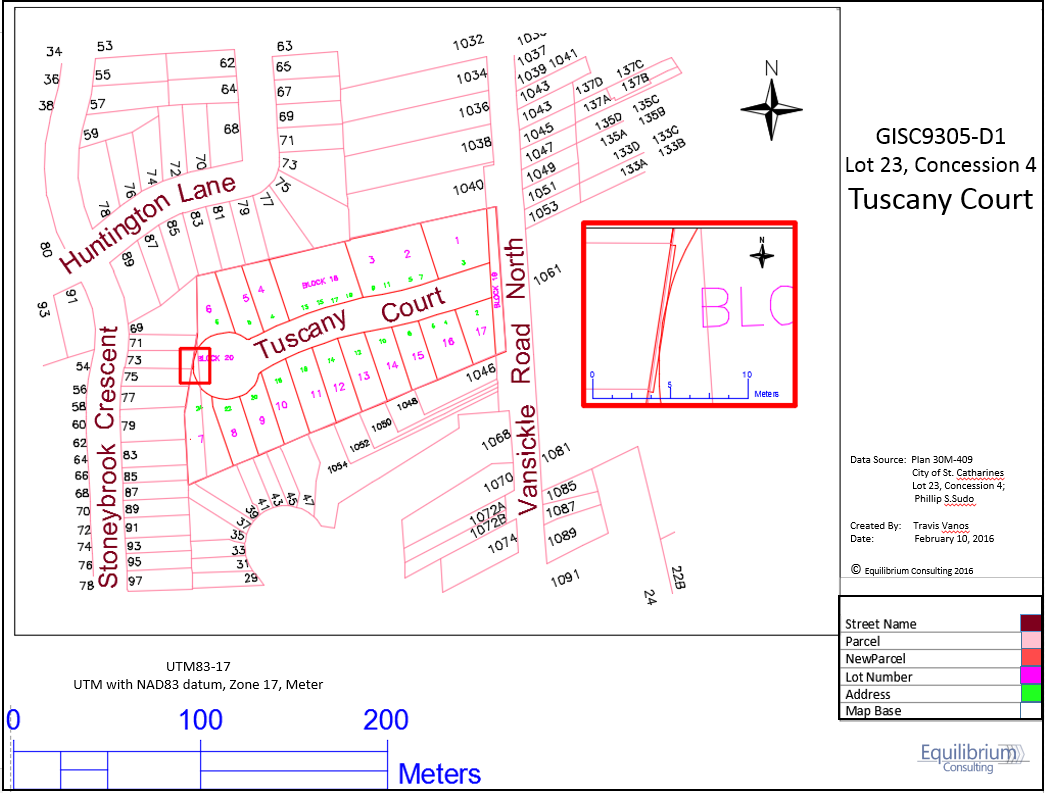 GISC9305-D1
Lot 23, Concession 4
Tuscany Court
N
34
36
38
53
55
57
59
62
64
68
63
65
67
69
71
73
75
77
79
81
83
85
87
89
70
72
74
76
78
80
91
93
Huntington Lane
1032
1034
1036
1038
1040
1037
1039 1041
1043
1043
1045
1047
1049
1051
1053
137D 137C
137A 137B
135D 135C
135A 135B
133D 133C
133A 133B
1061
Vansickle Road North
Tuscany Court
BLOCK 18
BLOCK 19
BLOCK 20
1
2
3
4
5
6
7
8
9
10
11
12
13
14
15
16
17
69
71
73
75
77
79
83
85
87
89
91
93
95
97
54
56
58
60
62
64
66
68
70
72
74
76
78
Stoneybrook Crescent
1046
1048
1050
1052
1054
1068
1070
1072A
1072B
1074
1081
1085
1087
1089
1091
24
22B
39
41
43
45
47
37
35
33
31
29
N
BLO
0 5 10
Meters
Data Source: Plan 30M-409
City of St. Catharines
Lot 23, Concession 4;
Phillip S.Sudo
Created By: Travis Vanos
Date: February 10, 2016
© Equilibrium Consulting 2016
Street Name
Parcel
NewParcel
Lot Number
Address
Map Base
UTM83-17
UTM with NAD83 datum, Zone 17, Meter
0 100 200
Meters
Equilibrium
Consulting